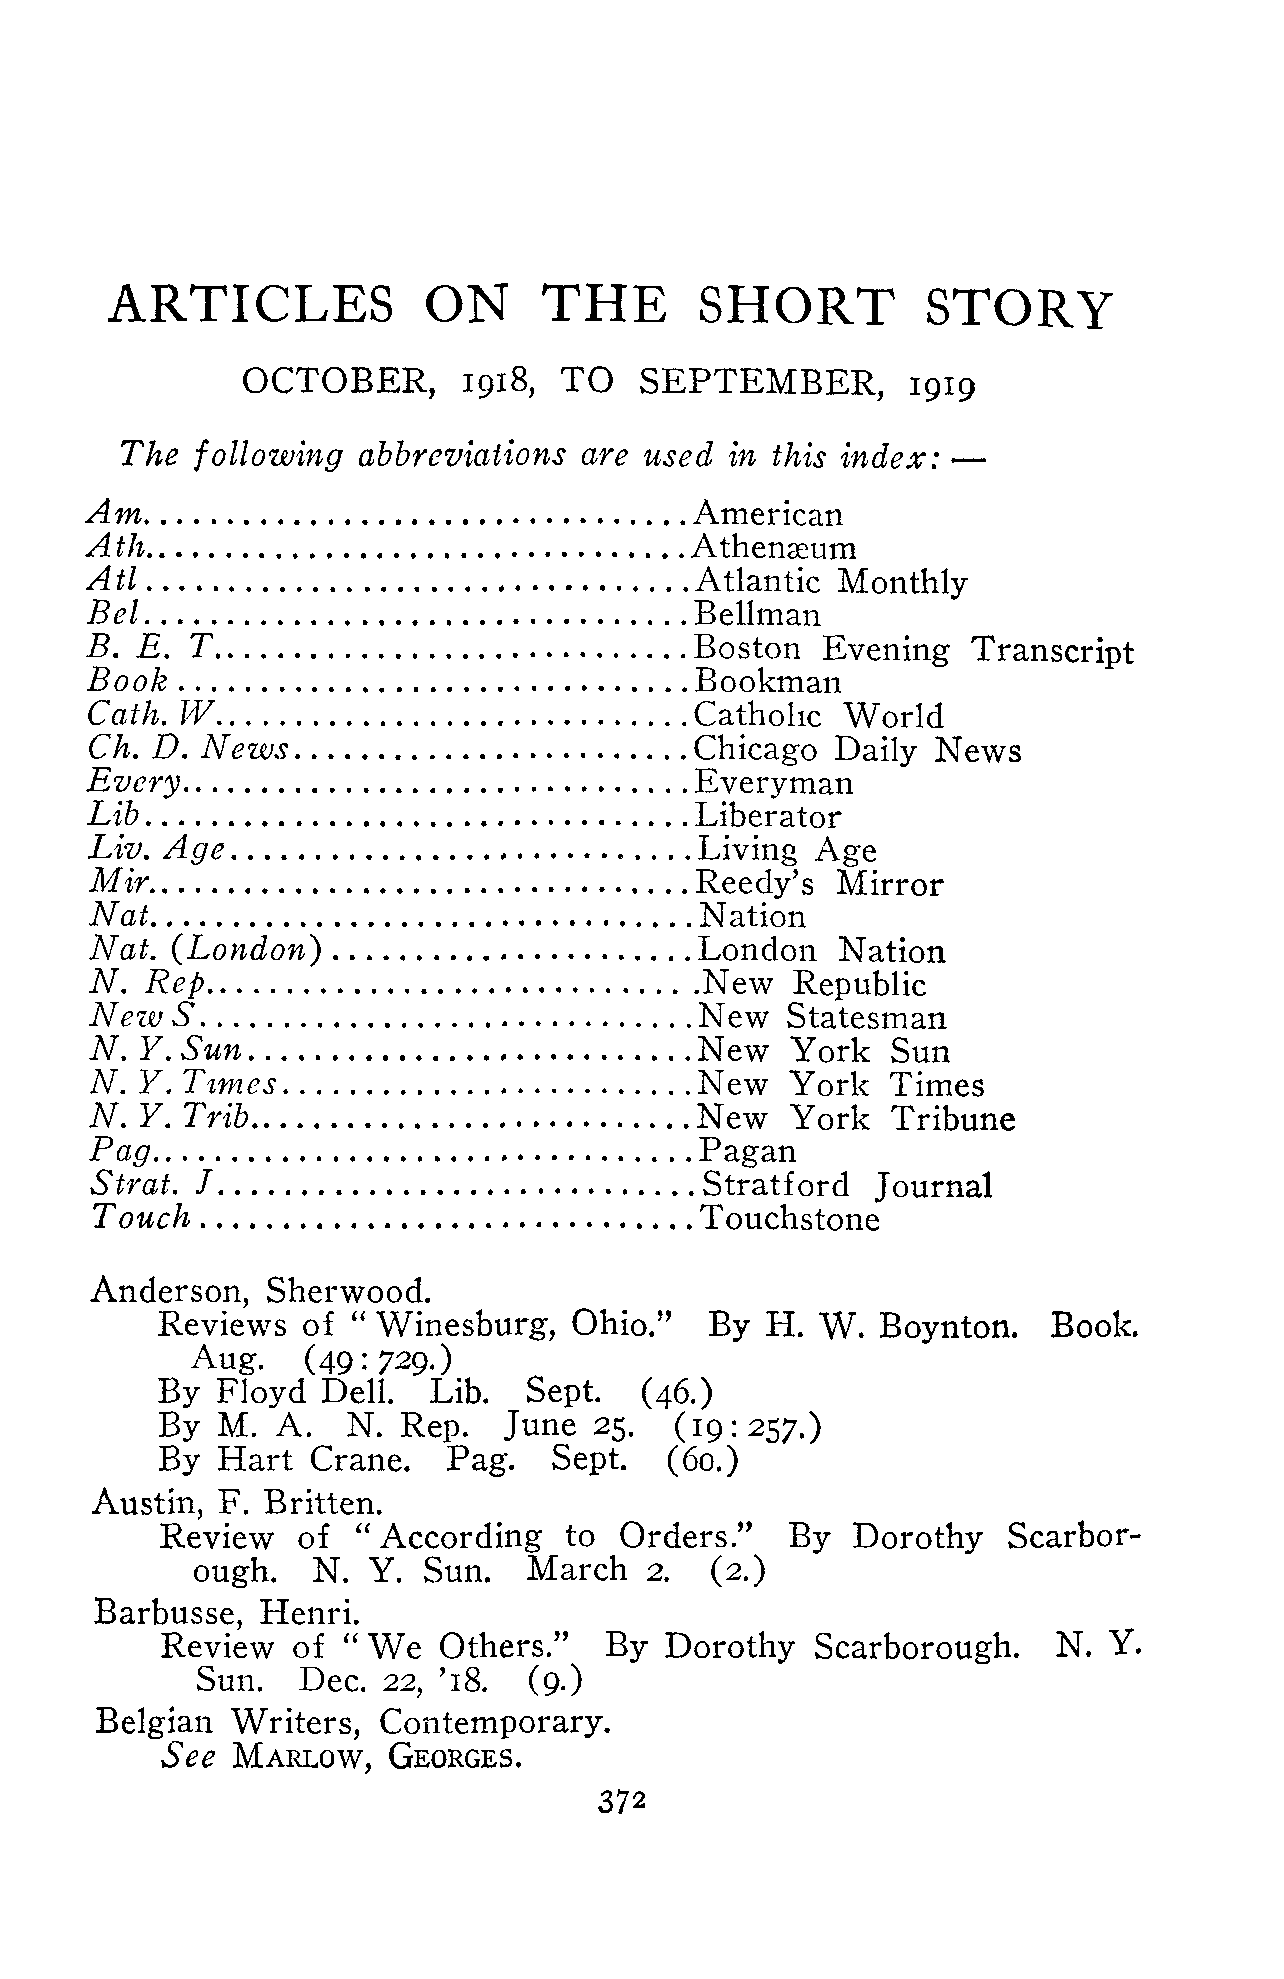 ARTICLES ON THE SHORT STORY
OCTOBER, 1918, TO SEPTEMBER, 1919
The following abbreviations are used in this index: —
Am..................................American
Ath..................................Athenæum
Atl..................................Atlantic Monthly
Bel..................................Bellman
B. E. T..............................Boston Evening Transcript
Book................................Bookman
Cath. W..............................Catholic World
Ch. D. News.........................Chicago Daily News
Every................................Everyman
Lib..................................Liberator
Liv. Age.............................Living Age
Mir..................................Reedy's Mirror
Nat..................................Nation
Nat. (London).......................London Nation
N. Rep...............................New Republic
New S...............................New Statesman
N. Y. Sun............................New York Sun
N. Y. Times..........................New York Times
N. Y. Trib............................New York Tribune
Pag..................................Pagan
Strat. J..............................Stratford Journal
Touch...............................Touchstone
Anderson, Sherwood.
Reviews of "Winesburg, Ohio." By H. W. Boynton. Book.
Aug. (49:729.)
By Floyd Dell. Lib. Sept. (46.)
By M. A. N. Rep. June 25. (19:257.)
By Hart Crane. Pag. Sept. (60.)
Austin, F. Britten.
Review of "According to Orders." By Dorothy Scarbor-
ough. N. Y. Sun. March 2. (2.)
Barbusse, Henri.
Review of "We Others." By Dorothy Scarborough. N. Y.
Sun. Dec. 22, '18. (9.)
Belgian Writers, Contemporary.
See MARLOW, GEORGES.
372